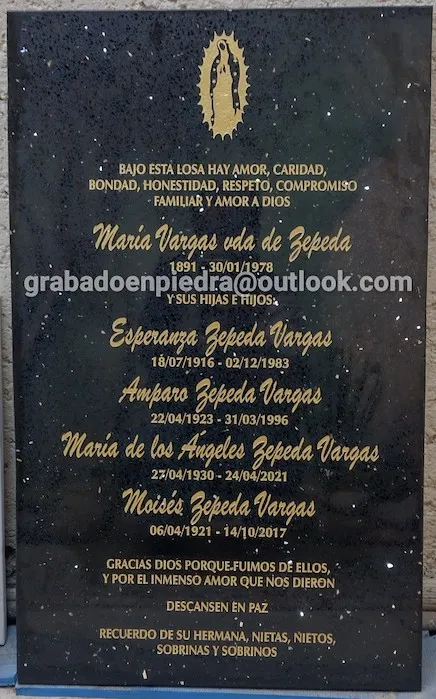 BAJO ESTA LOSA HAY AMOR, CARIDAD,
BONDAD, HONESTIDAD, RESPETO, COMPROMISO
FAMILIAR Y AMOR A DIOS
María Vargas vda de Zepeda
1891 - 30/01/1978
grabadoenpiedra@outlook.com
Y SUS HIJAS E HIJOS:
Esperanza Zepeda Vargas
18/07/1916 - 02/12/1983
Amparo Zepeda Vargas
22/04/1923 - 31/03/1996
María de los Ángeles Zepeda Vargas
27/04/1930 - 24/04/2021
Moisés Zepeda Vargas
06/04/1921 - 14/10/2017
GRACIAS DIOS PORQUE FUIMOS DE ELLOS,
Y POR EL INMENSO AMOR QUE NOS DIERON
DESCANSEN EN PAZ
RECUERDO DE SU HERMANA, NIETAS, NIETOS,
SOBRINAS Y SOBRINOS